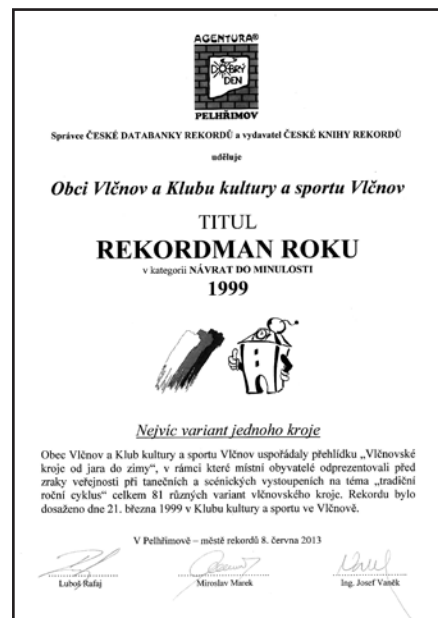 AGENTURA®
DOBRÝ
DEN
PELHŘIMOV
Správce ČESKÉ DATABANKY REKORDŮ a vydavatel ČESKÉ KNIHY REKORDŮ
uděluje
Obci Vlčnov a Klubu kultury a sportu Vlčnov
TITUL
REKORDMAN ROKU
v kategorii NÁVRAT DO MINULOSTI
1999
Nejvíc variant jednoho kroje
Obec Vlčnov a Klub kultury a sportu Vlčnov uspořádaly přehlídku „Vlčnovské
kroje od jara do zimy“, v rámci které místní obyvatelé odprezentovali před
zraky veřejnosti při tanečních a scénických vystoupeních na téma „tradiční
roční cyklus“ celkem 81 různých variant vlčnovského kroje. Rekordu bylo
dosaženo dne 21. března 1999 v Klubu kultury a sportu ve Vlčnově.
V Pelhřimově – městě rekordů 8. června 2013
Luboš Rafaj Miroslav Marek Ing. Josef Vaněk